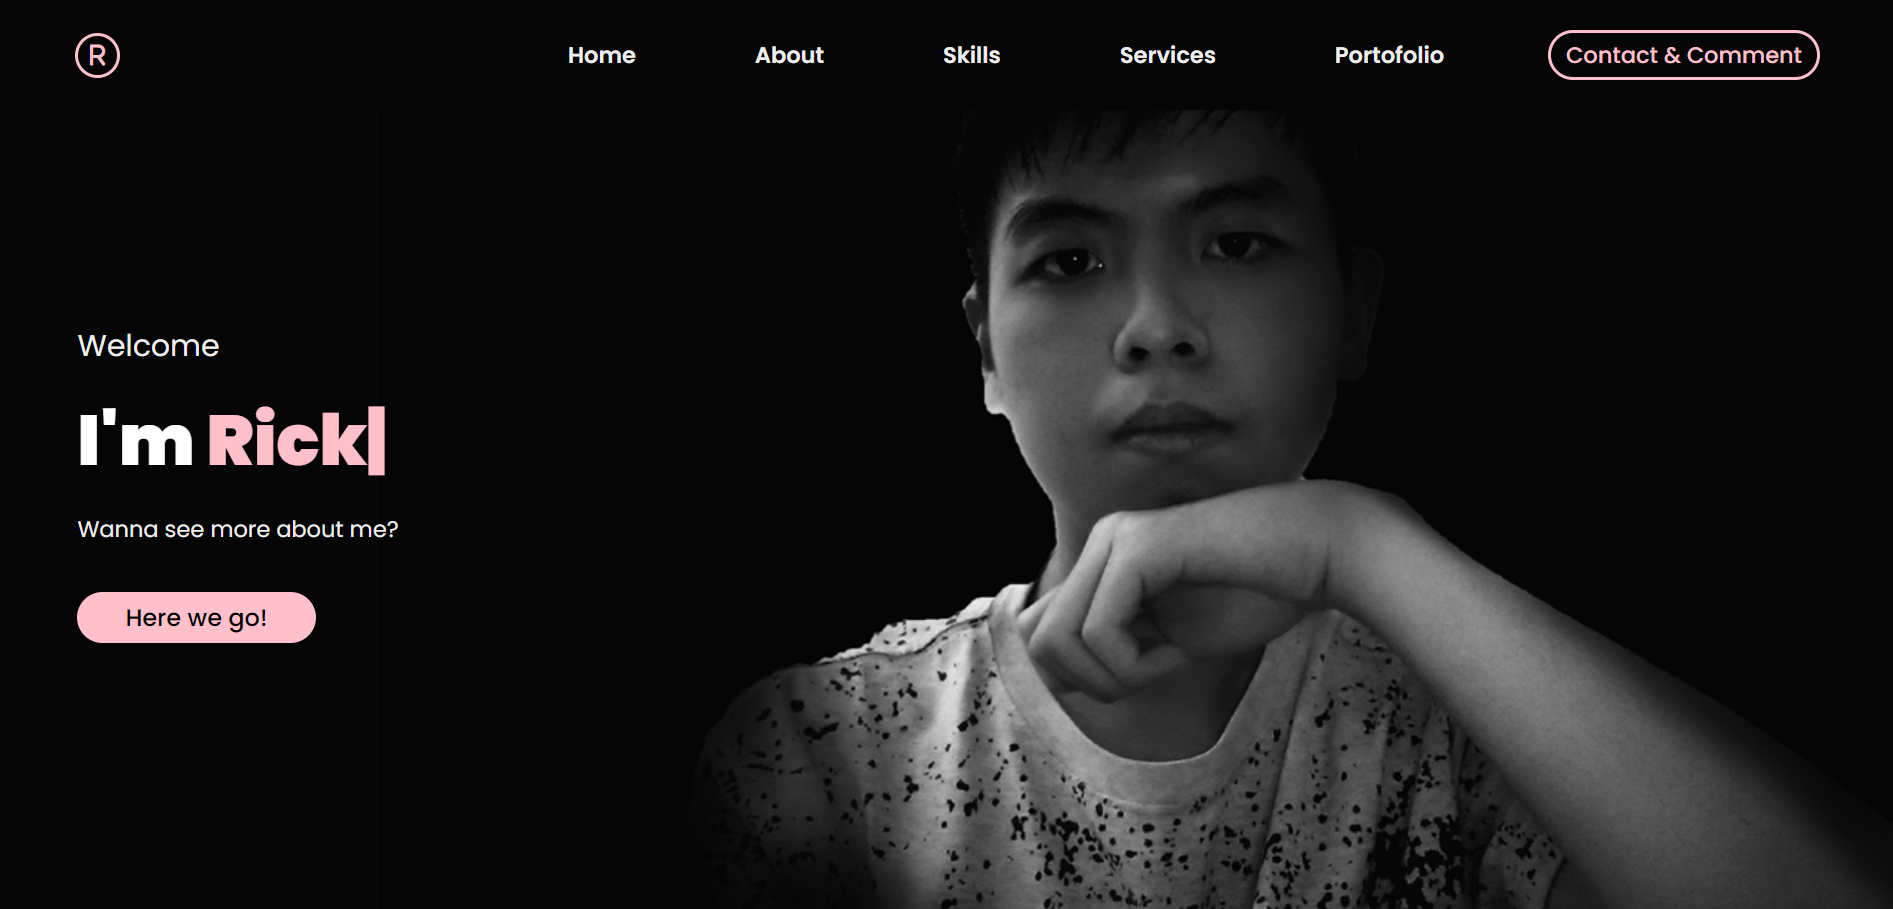 R
Home
About
Skills
Services
Portofolio
Contact & Comment
Welcome
I'm Rick|
Wanna see more about me?
Here we go!